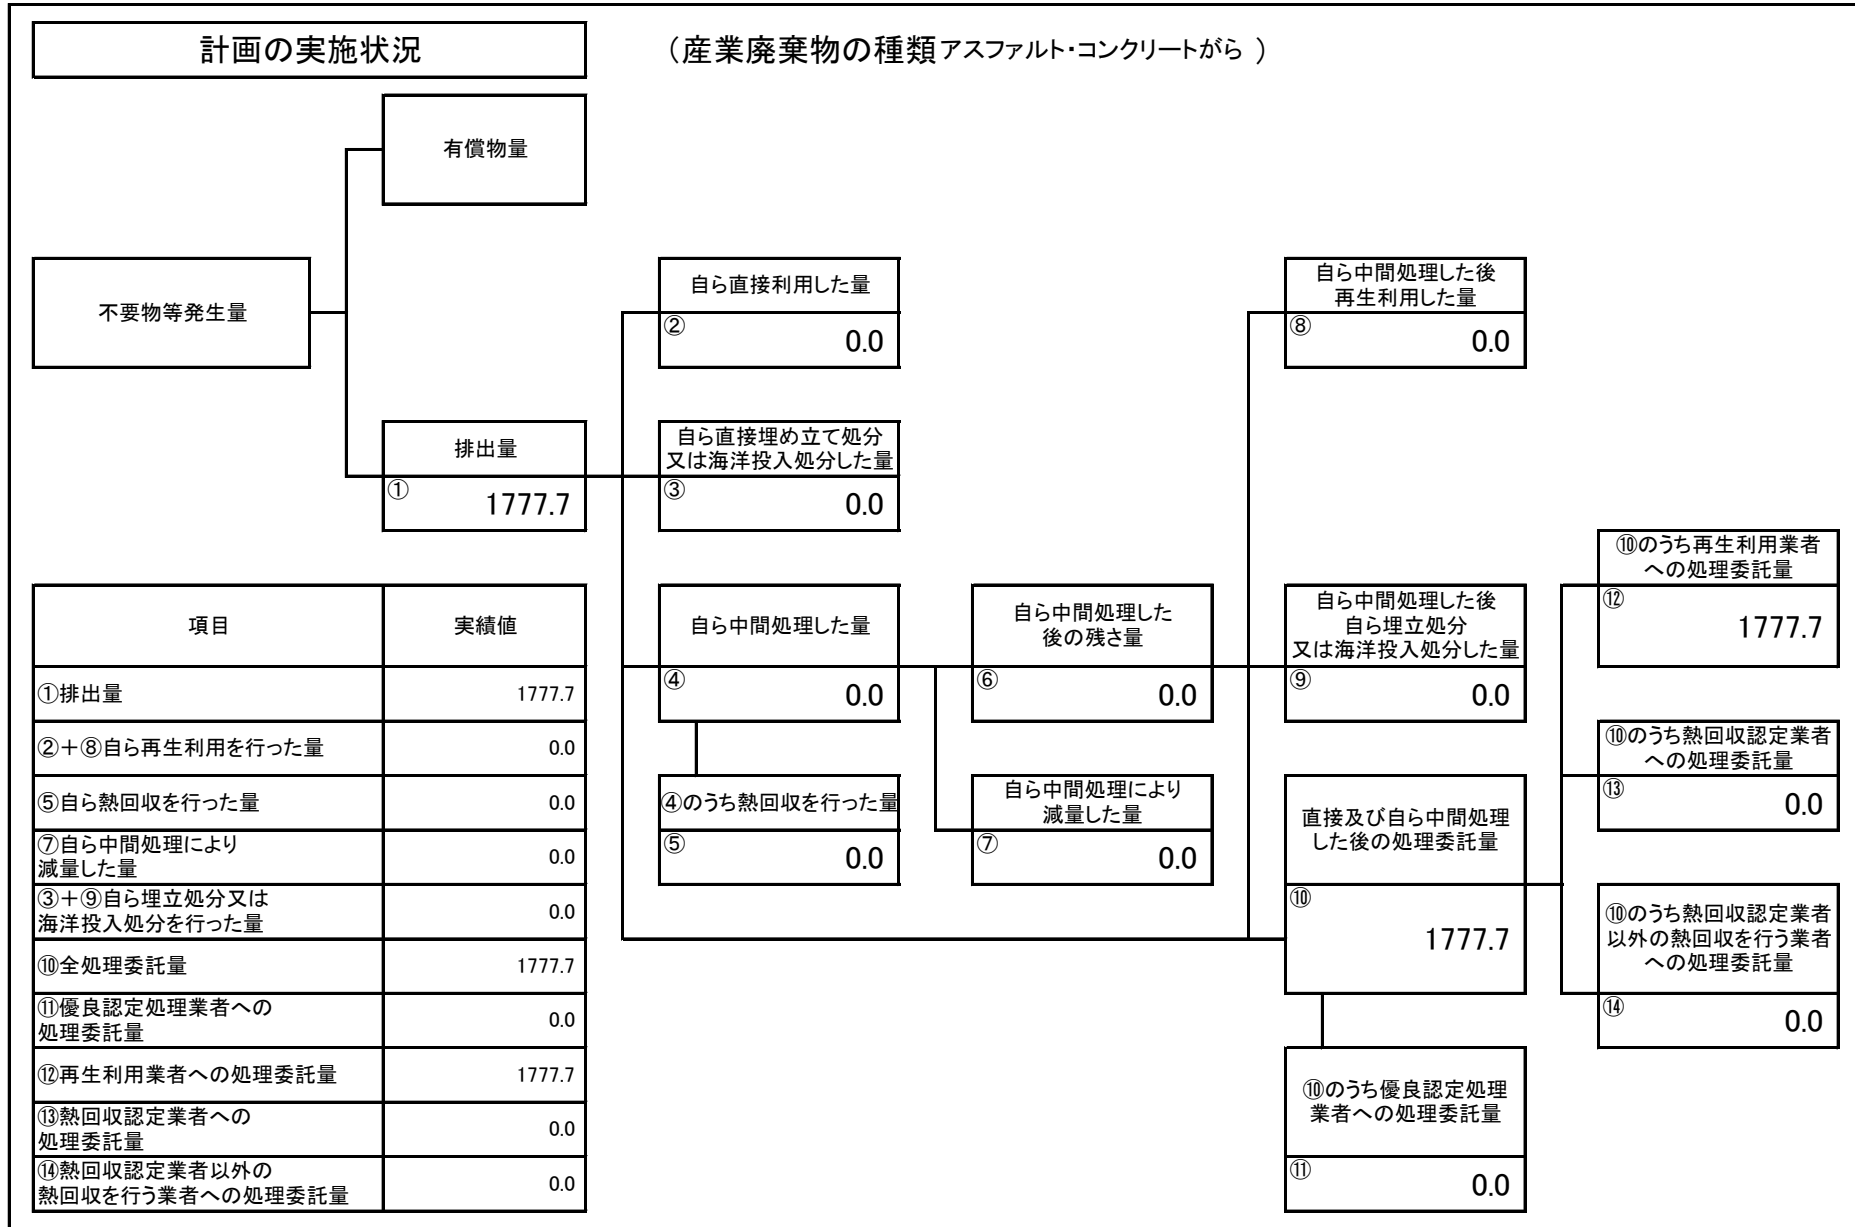 計画の実施状況
（産業廃棄物の種類アスファルト・コンクリートがら ）
有償物量
不要物等発生量
自ら直接利用した量
②
0.0
自ら中間処理した後
再生利用した量
⑧
0.0
排出量
①
1777.7
自ら直接埋め立て処分
又は海洋投入処分した量
③
0.0
⑩のうち再生利用業者
への処理委託量
⑫
1777.7
自ら中間処理した量
④
0.0
自ら中間処理した
後の残さ量
⑥
0.0
自ら中間処理した後
自ら埋立処分
又は海洋投入処分した量
⑨
0.0
⑩のうち熱回収認定業者
への処理委託量
⑬
0.0
④のうち熱回収を行った量
⑤
0.0
自ら中間処理により
減量した量
⑦
0.0
直接及び自ら中間処理
した後の処理委託量
⑩
1777.7
⑩のうち熱回収認定業者
以外の熱回収を行う業者
への処理委託量
⑭
0.0
⑩のうち優良認定処理
業者への処理委託量
⑪
0.0
項目 実績値
①排出量 1777.7
②＋⑧自ら再生利用を行った量 0.0
⑤自ら熱回収を行った量 0.0
⑦自ら中間処理により
減量した量 0.0
③＋⑨自ら埋立処分又は
海洋投入処分を行った量 0.0
⑩全処理委託量 1777.7
⑪優良認定処理業者への
処理委託量 0.0
⑫再生利用業者への処理委託量 1777.7
⑬熱回収認定業者への
処理委託量 0.0
⑭熱回収認定業者以外の
熱回収を行う業者への処理委託量 0.0